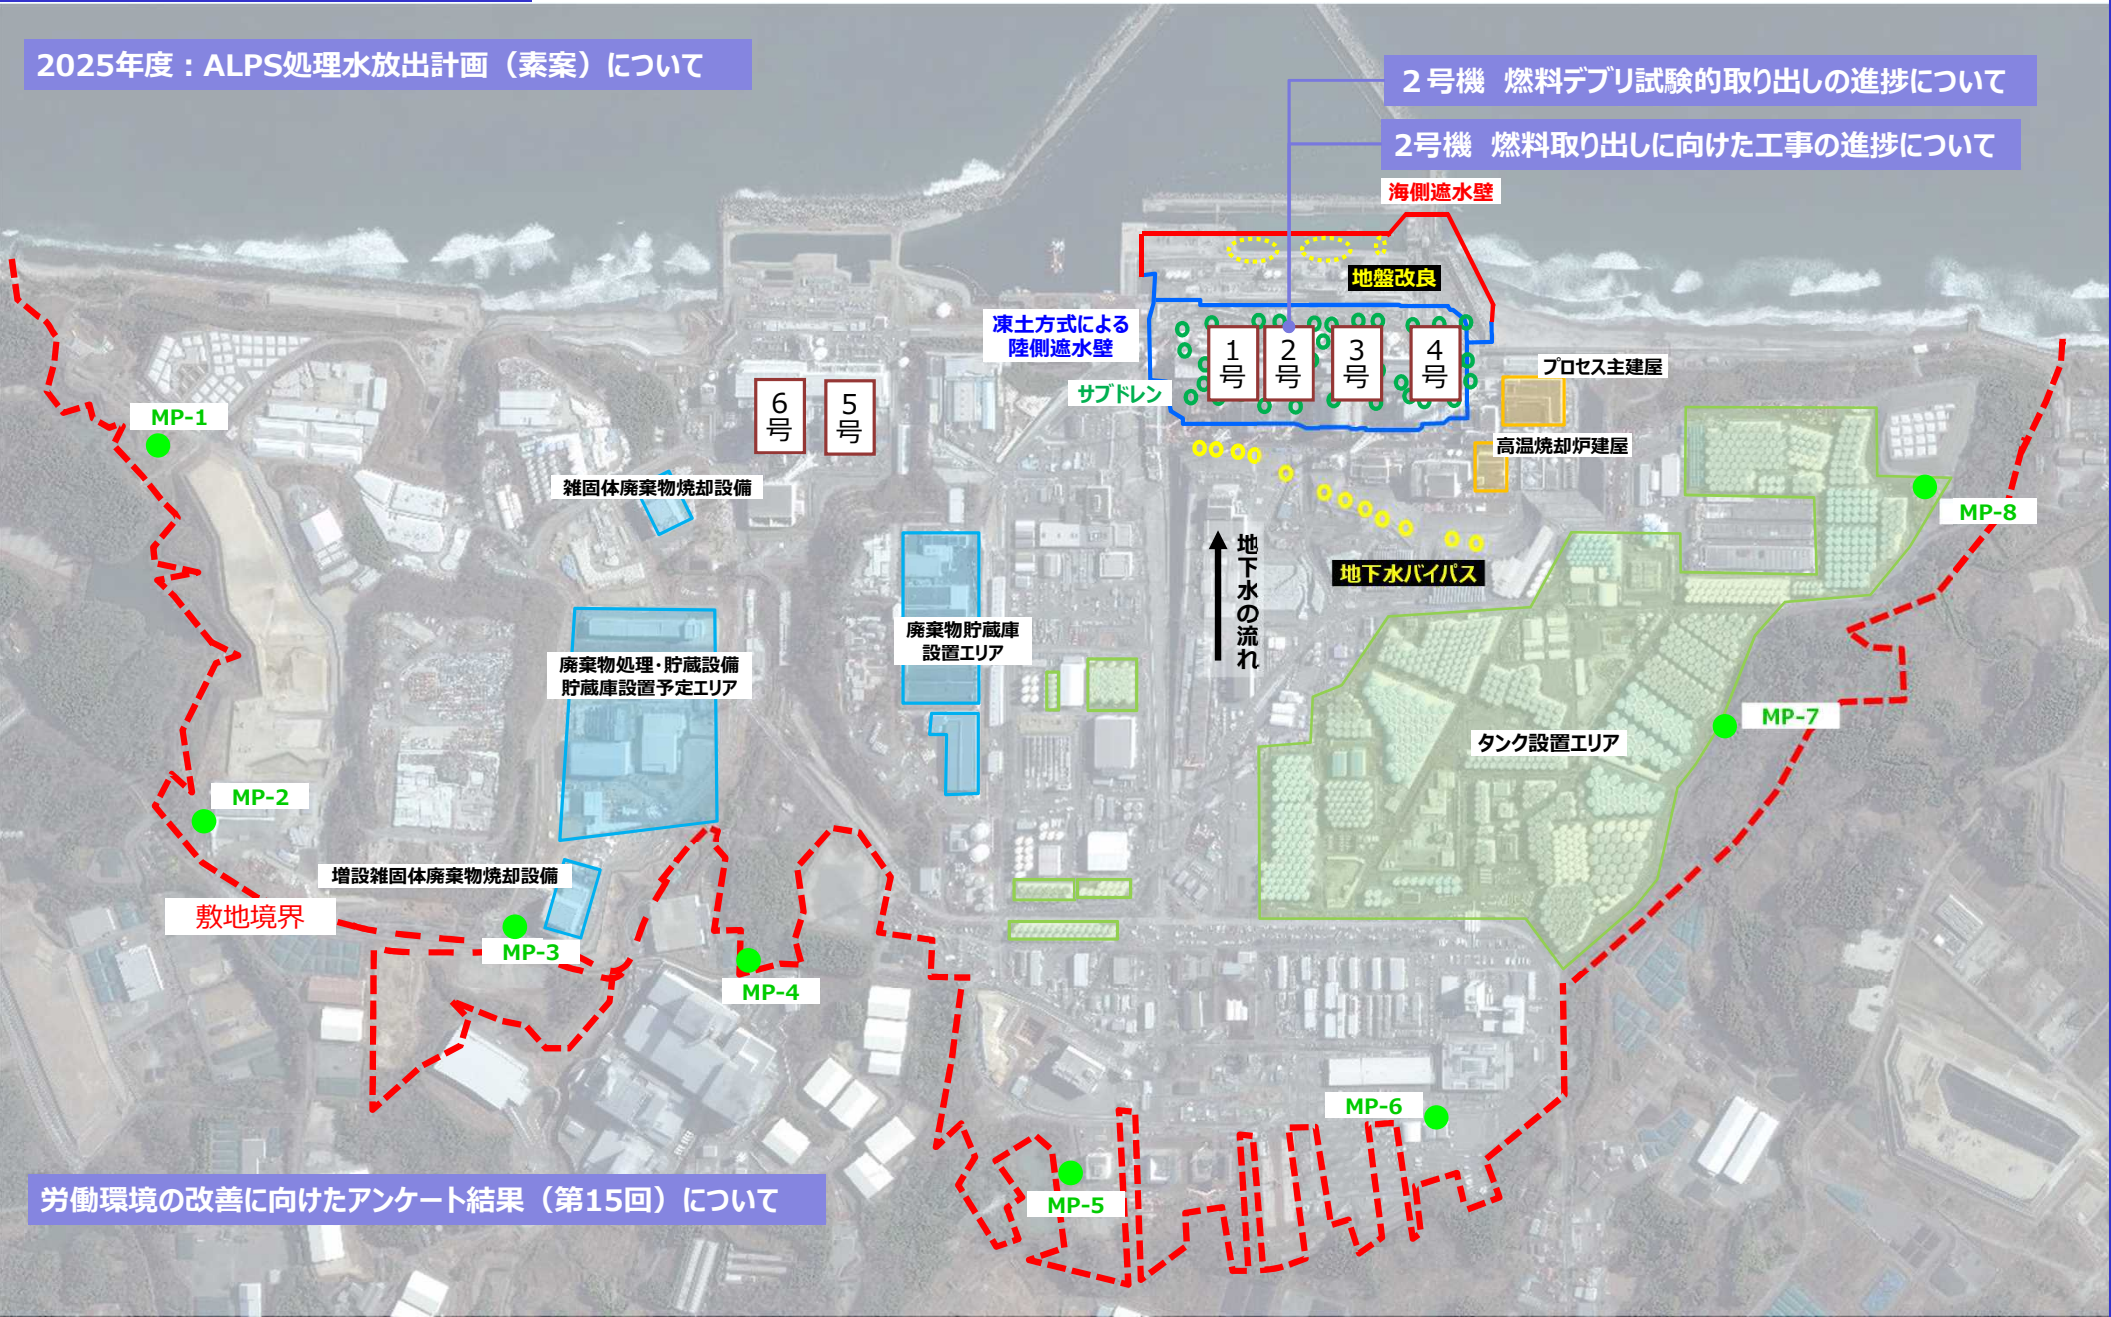 2025年度：ALPS処理水放出計画（素案）について
２号機 燃料デブリ試験的取り出しの進捗について
2号機 燃料取り出しに向けた工事の進捗について
海側遮水壁
地盤改良
凍土方式による
陸側遮水壁
サブドレン
1号
2号
3号
4号
プロセス主建屋
高温焼却炉建屋
6号
5号
MP-1
雑固体廃棄物焼却設備
MP-8
地下水の流れ
地下水バイパス
廃棄物貯蔵庫
設置エリア
廃棄物処理・貯蔵設備
貯蔵庫設置予定エリア
MP-7
タンク設置エリア
MP-2
増設雑固体廃棄物焼却設備
敷地境界
MP-3
MP-4
MP-6
MP-5
労働環境の改善に向けたアンケート結果（第15回）について